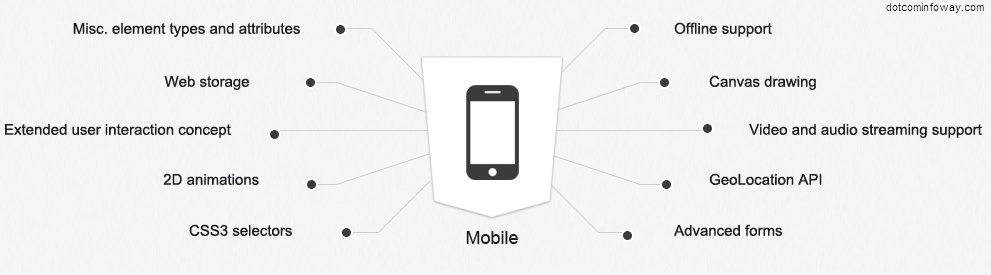 dotcominfoway.com
Misc. element types and attributes
Offline support
Web storage
Canvas drawing
Extended user interaction concept
Video and audio streaming support
2D animations
GeoLocation API
CSS3 selectors
Advanced forms
Mobile